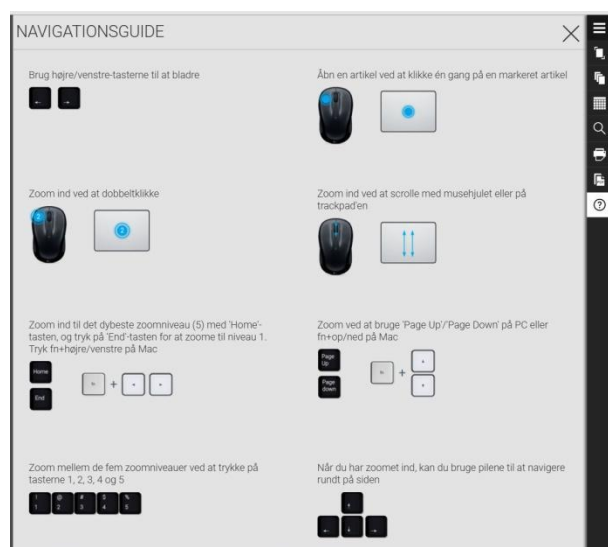 NAVIGATIONSGUIDE
Brug højre/venstre-tasterne til at bladre
Åbn en artikel ved at klikke én gang på en markeret artikel
Zoom ind ved at dobbeltklikke
2
2
Zoom ind ved at scrolle med musehjulet eller på
trackpad'en
Zoom ind til det dybeste zoomniveau (5) med 'Home'-
tasten, og tryk på 'End'-tasten for at zoome til niveau 1.
Tryk fn+højre/venstre på Mac
Home
End
fn + +
Zoom ved at bruge 'Page Up'/'Page Down' på PC eller
fn+op/ned på Mac
Page
Up
Page
down
fn +
Zoom mellem de fem zoomniveauer ved at trykke på
tasterne 1, 2, 3, 4 og 5
! @ # $ %
1 2 3 4 5
Når du har zoomet ind, kan du bruge pilene til at navigere
rundt på siden